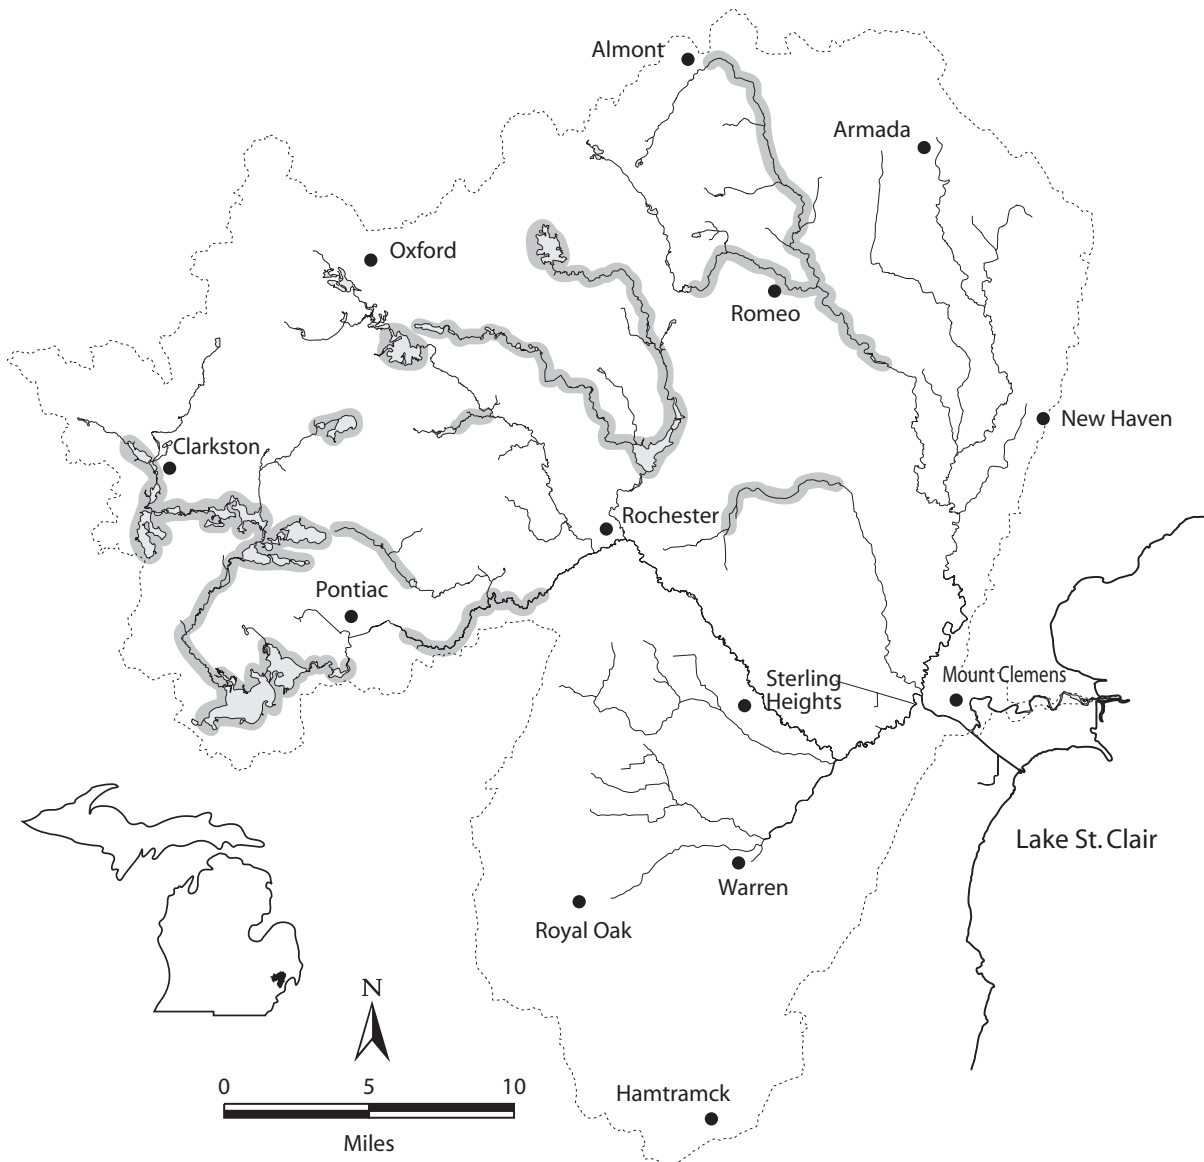 Almont
Armada
Oxford
Romeo
New Haven
Clarkston
Rochester
Pontiac
Sterling
Heights
Mount Clemens
Lake St. Clair
Warren
Royal Oak
N
0 5 10
Miles
Hamtramck